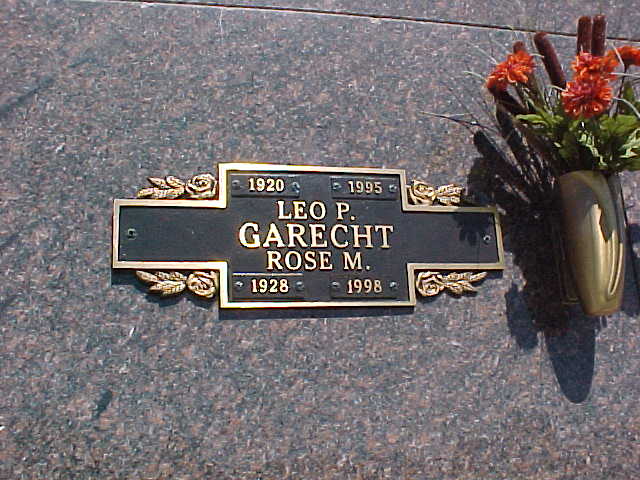 1920 1995
LEO P.
GARECHT
ROSE M.
1928 1998